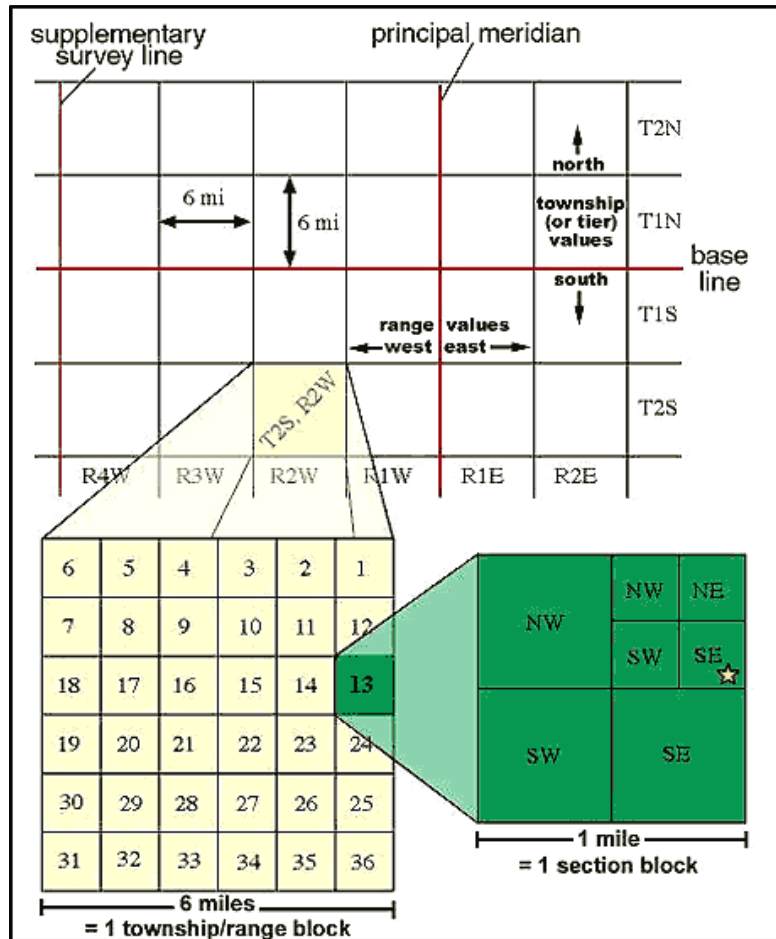 supplementary
survey line
principal meridian
T2N
north
6 mi
6 mi
township
(or tier)
values
T1N
base
line
south
range values
west east
T1S
T2S, R2W
T2S
R4W R3W R2W R1W R1E R2E
6 5 4 3 2 1
7 8 9 10 11 12
18 17 16 15 14 13
19 20 21 22 23 24
30 29 28 27 26 25
31 32 33 34 35 36
6 miles
= 1 township/range block
NW
NW NE
SW SE
SW SE
1 mile
= 1 section block